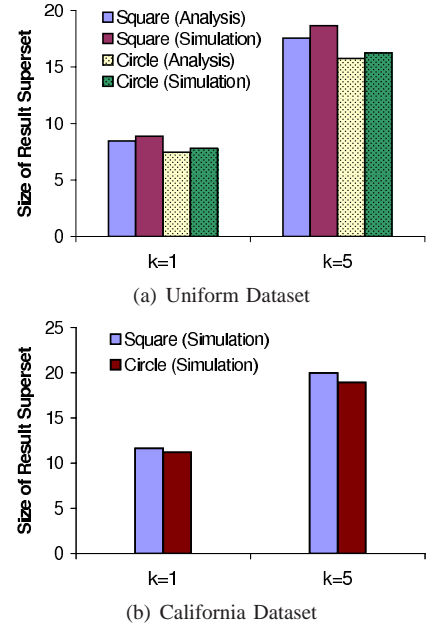 20
15
10
5
0
Size of Result Superset
Square (Analysis)
Square (Simulation)
Circle (Analysis)
Circle (Simulation)
k=1
k=5
(a) Uniform Dataset
25
20
15
10
5
0
Size of Result Superset
Square (Simulation)
Circle (Simulation)
k=1
k=5
(b) California Dataset